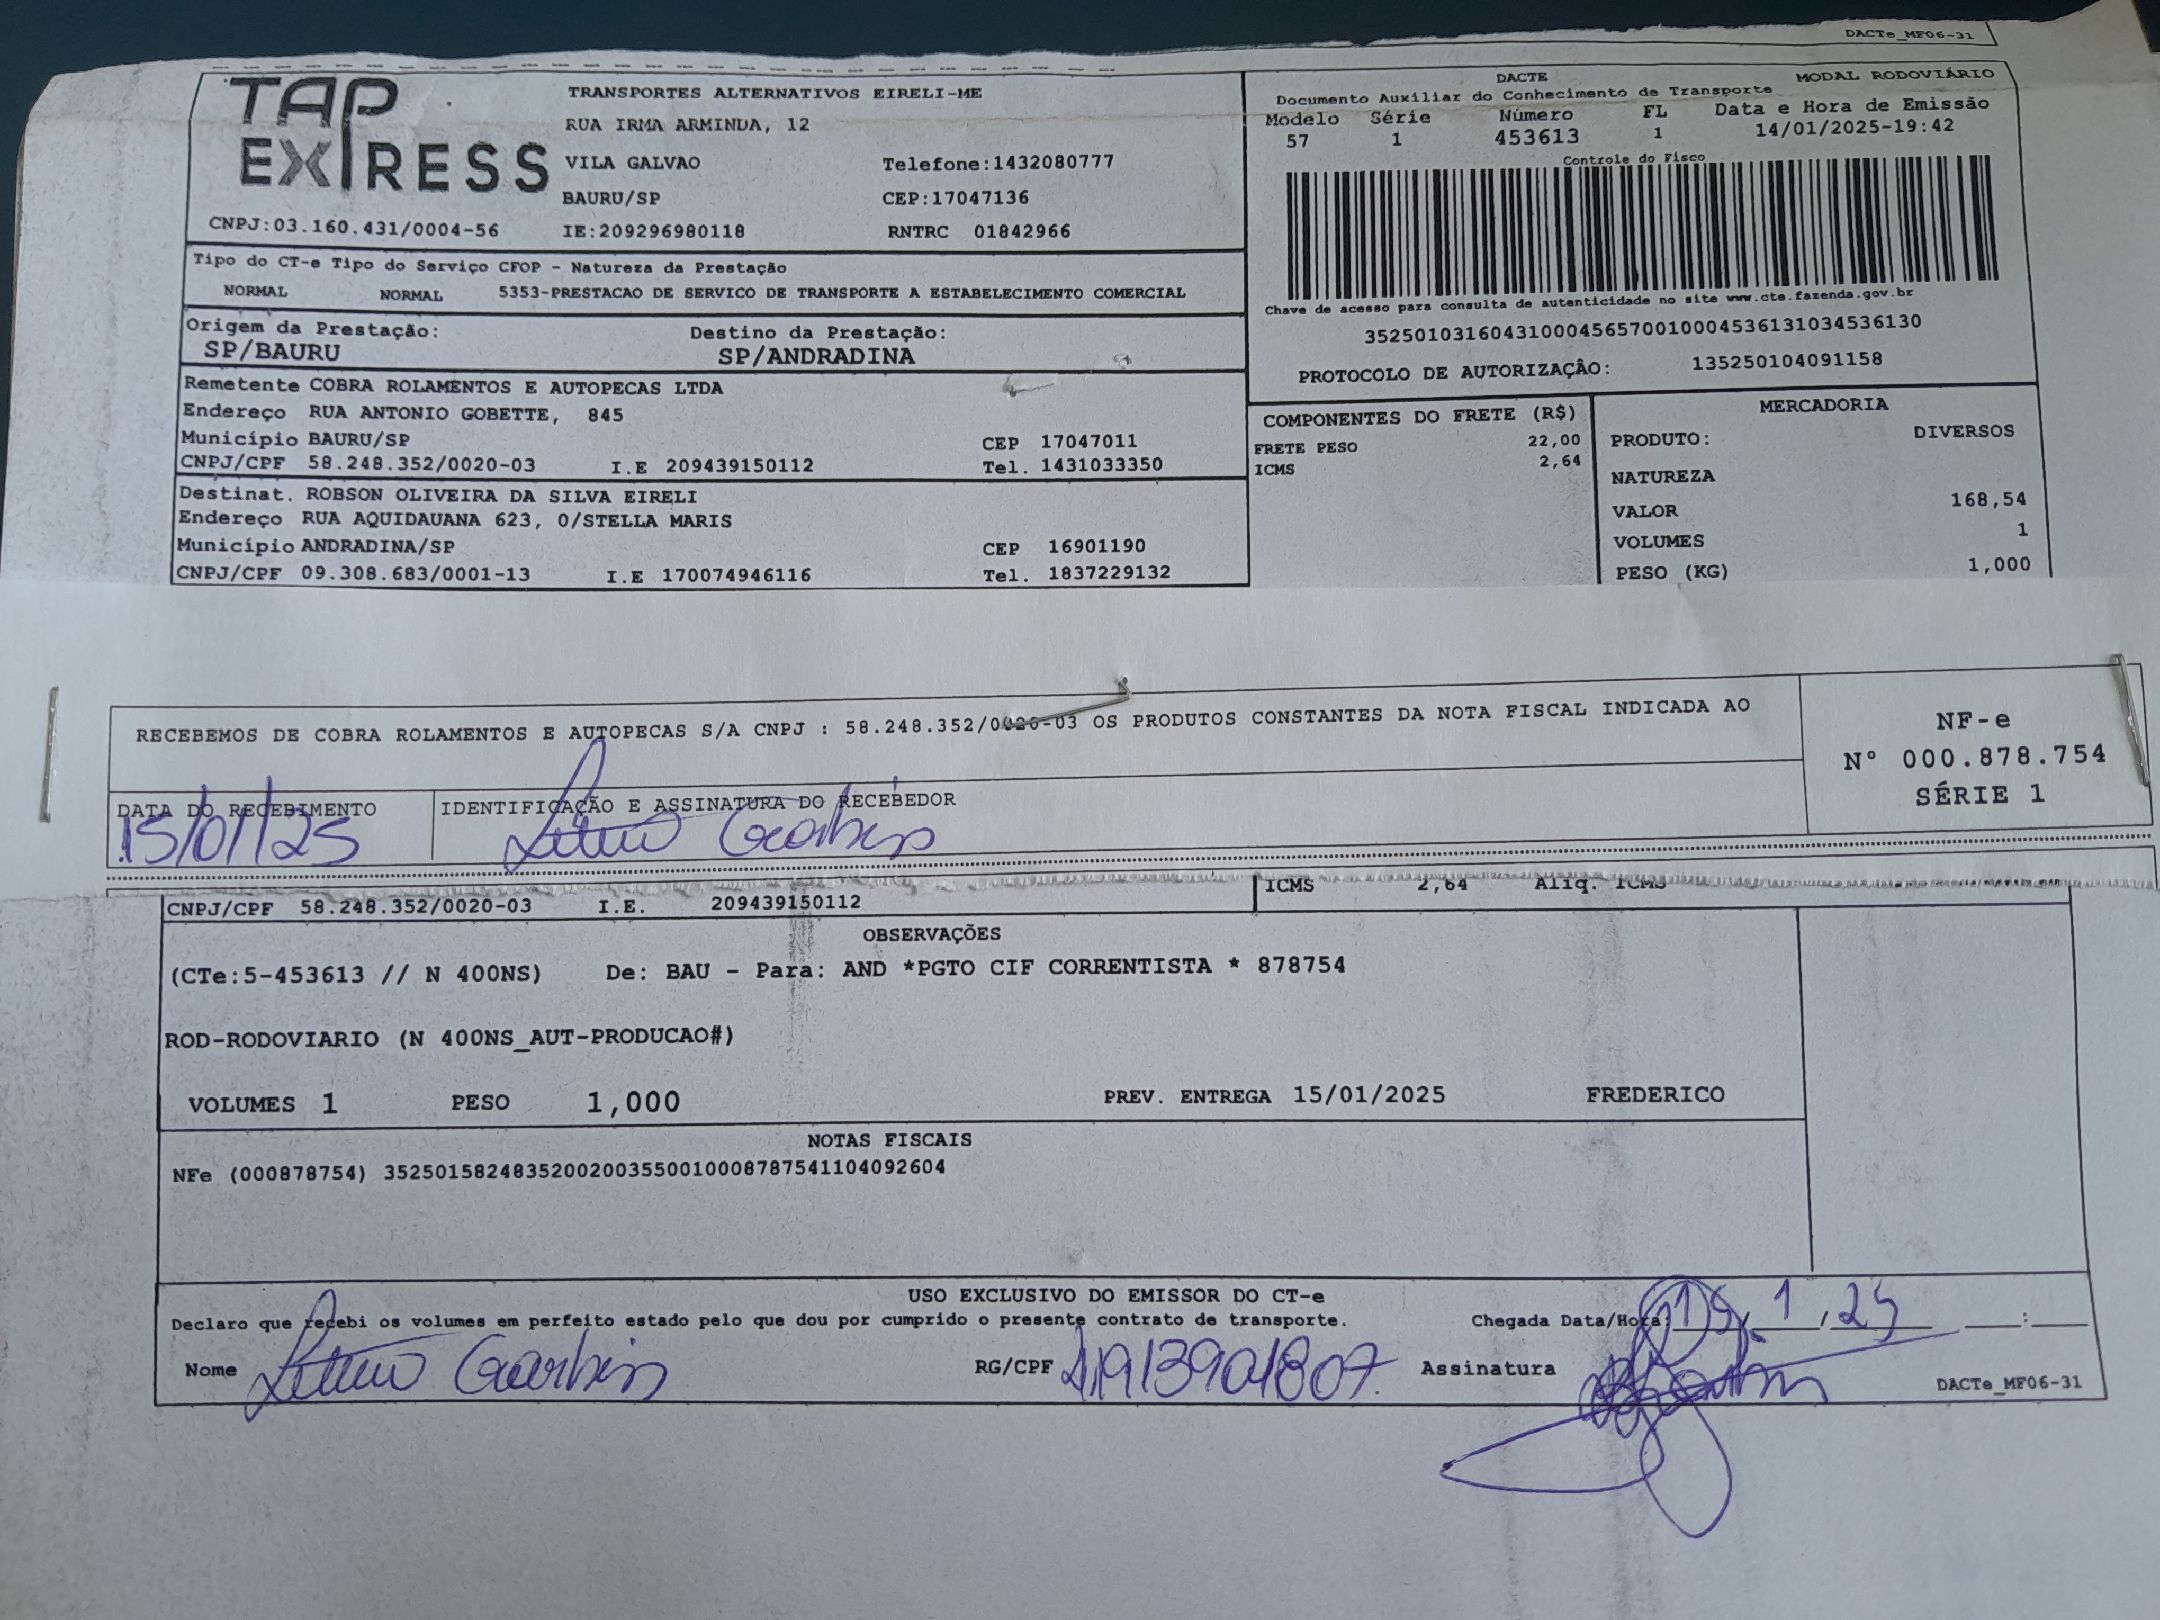 DACTe_MF06-31
TAP EXPRESS
TRANSPORTES ALTERNATIVOS EIRELI-ME
RUA IRMA ARMINDA, 12
VILA GALVAO Telefone:1432080777
BAURU/SP CEP:17047136
CNPJ:03.160.431/0004-56 IE:209296980118 RNTRC 01842966
DACTE MODAL RODOVIÁRIO
Documento Auxiliar do Conhecimento de Transporte
Modelo Série Número FL Data e Hora de Emissão
57 1 453613 1 14/01/2025-19:42
Controle do Fisco
Chave de acesso para consulta de autenticidade no site www.cte.fazenda.gov.br
35250103160431000456570010004536131034536130
PROTOCOLO DE AUTORIZAÇÂO: 135250104091158
Tipo do CT-e Tipo do Serviço CFOP - Natureza da Prestação
NORMAL NORMAL 5353-PRESTACAO DE SERVICO DE TRANSPORTE A ESTABELECIMENTO COMERCIAL
Origem da Prestação: Destino da Prestação:
SP/BAURU SP/ANDRADINA
Remetente COBRA ROLAMENTOS E AUTOPECAS LTDA
Endereço RUA ANTONIO GOBETTE, 845
Município BAURU/SP CEP 17047011
CNPJ/CPF 58.248.352/0020-03 I.E 209439150112 Tel. 1431033350
Destinat. ROBSON OLIVEIRA DA SILVA EIRELI
Endereço RUA AQUIDAUANA 623, 0/STELLA MARIS
Município ANDRADINA/SP CEP 16901190
CNPJ/CPF 09.308.683/0001-13 I.E 170074946116 Tel. 1837229132
COMPONENTES DO FRETE (R$)
FRETE PESO 22,00
ICMS 2,64
MERCADORIA
PRODUTO: DIVERSOS
NATUREZA
VALOR 168,54
VOLUMES 1
PESO (KG) 1,000
RECEBEMOS DE COBRA ROLAMENTOS E AUTOPECAS S/A CNPJ : 58.248.352/0020-03 OS PRODUTOS CONSTANTES DA NOTA FISCAL INDICADA AO
NF-e
Nº 000.878.754
SÉRIE 1
DATA DO RECEBIMENTO IDENTIFICAÇÃO E ASSINATURA DO RECEBEDOR
15/01/25
ICMS 2,64 Aliq. ICMS
CNPJ/CPF 58.248.352/0020-03 I.E. 209439150112
OBSERVAÇÕES
(CTe:5-453613 // N 400NS) De: BAU - Para: AND *PGTO CIF CORRENTISTA * 878754
ROD-RODOVIARIO (N 400NS_AUT-PRODUCAO#)
VOLUMES 1 PESO 1,000 PREV. ENTREGA 15/01/2025 FREDERICO
NOTAS FISCAIS
NFe (000878754) 35250158248352002003550010008787541104092604
USO EXCLUSIVO DO EMISSOR DO CT-e
Declaro que recebi os volumes em perfeito estado pelo que dou por cumprido o presente contrato de transporte. Chegada Data/Hora: 15/1/25 __:__
Nome RG/CPF Assinatura
DACTe_MF06-31